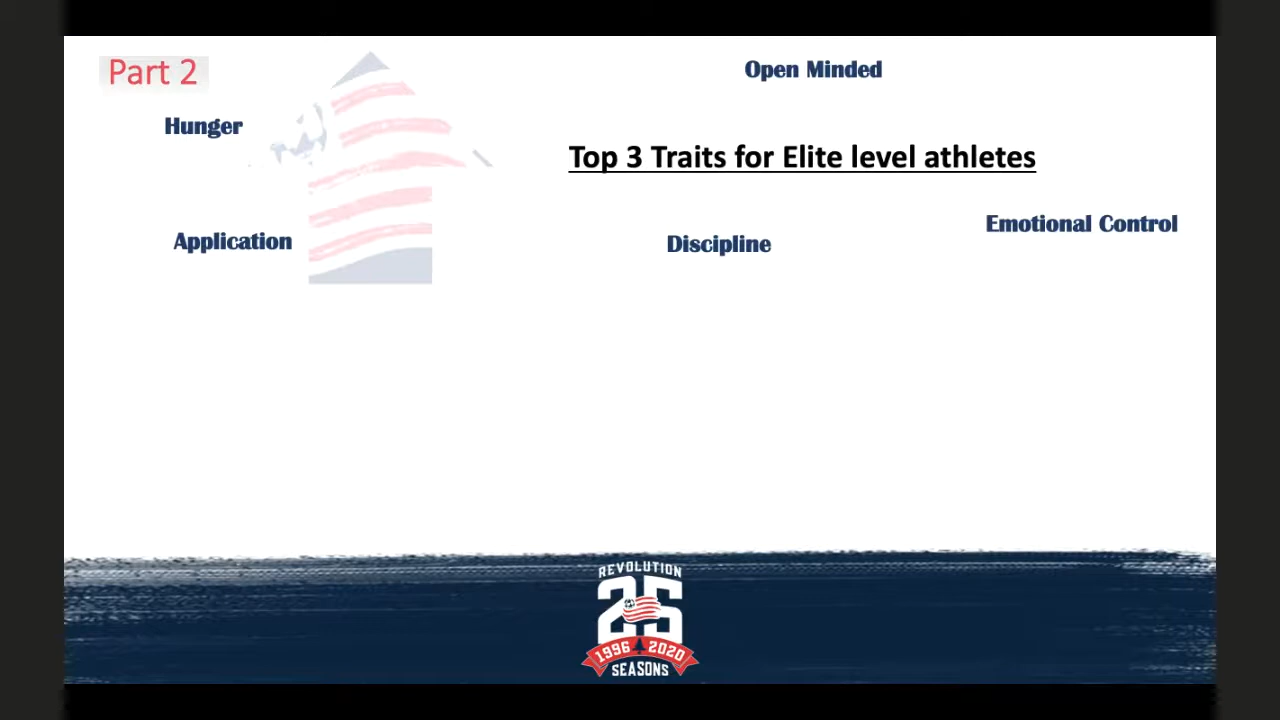 Part 2
Open Minded
Hunger
Top 3 Traits for Elite level athletes
Emotional Control
Application
Discipline
REVOLUTION
25
1996 2020
SEASONS